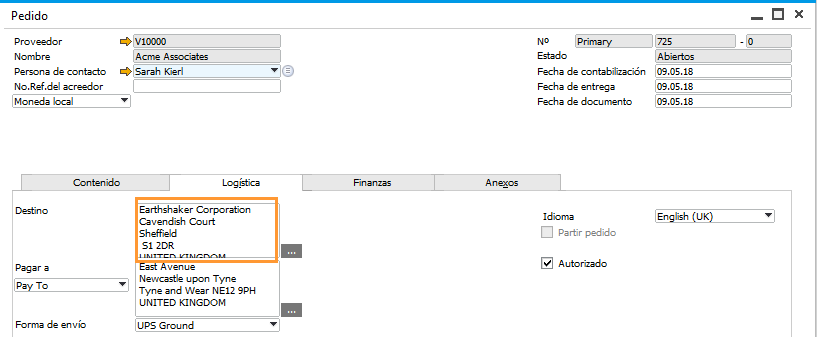 Pedido
Proveedor V10000 Nº Primary 725 - 0
Nombre Acme Associates Estado Abiertos
Persona de contacto Sarah Kierl Fecha de contabilización 09.05.18
No.Ref.del acreedor Fecha de entrega 09.05.18
Moneda local Fecha de documento 09.05.18
Contenido Logística Finanzas Anexos
Destino Earthshaker Corporation Idioma English (UK)
Cavendish Court
Sheffield Partir pedido
S1 2DR
UNITED KINGDOM ...
Pagar a East Avenue Autorizado
Pay To Newcastle upon Tyne
Tyne and Wear NE12 9PH
UNITED KINGDOM ...
Forma de envío UPS Ground